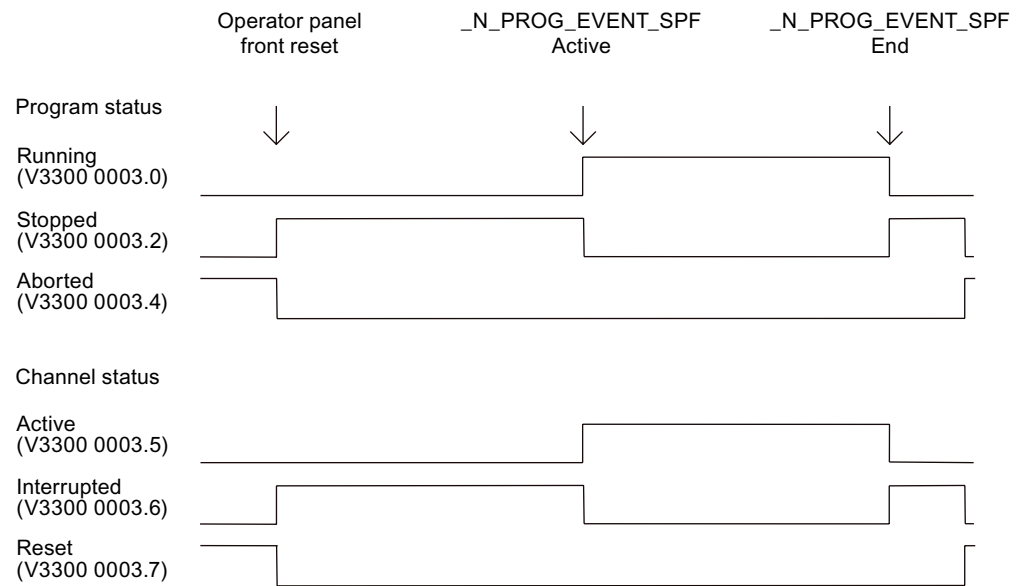 Operator panel
front reset
_N_PROG_EVENT_SPF
Active
_N_PROG_EVENT_SPF
End
Program status
Running
(V3300 0003.0)
Stopped
(V3300 0003.2)
Aborted
(V3300 0003.4)
Channel status
Active
(V3300 0003.5)
Interrupted
(V3300 0003.6)
Reset
(V3300 0003.7)